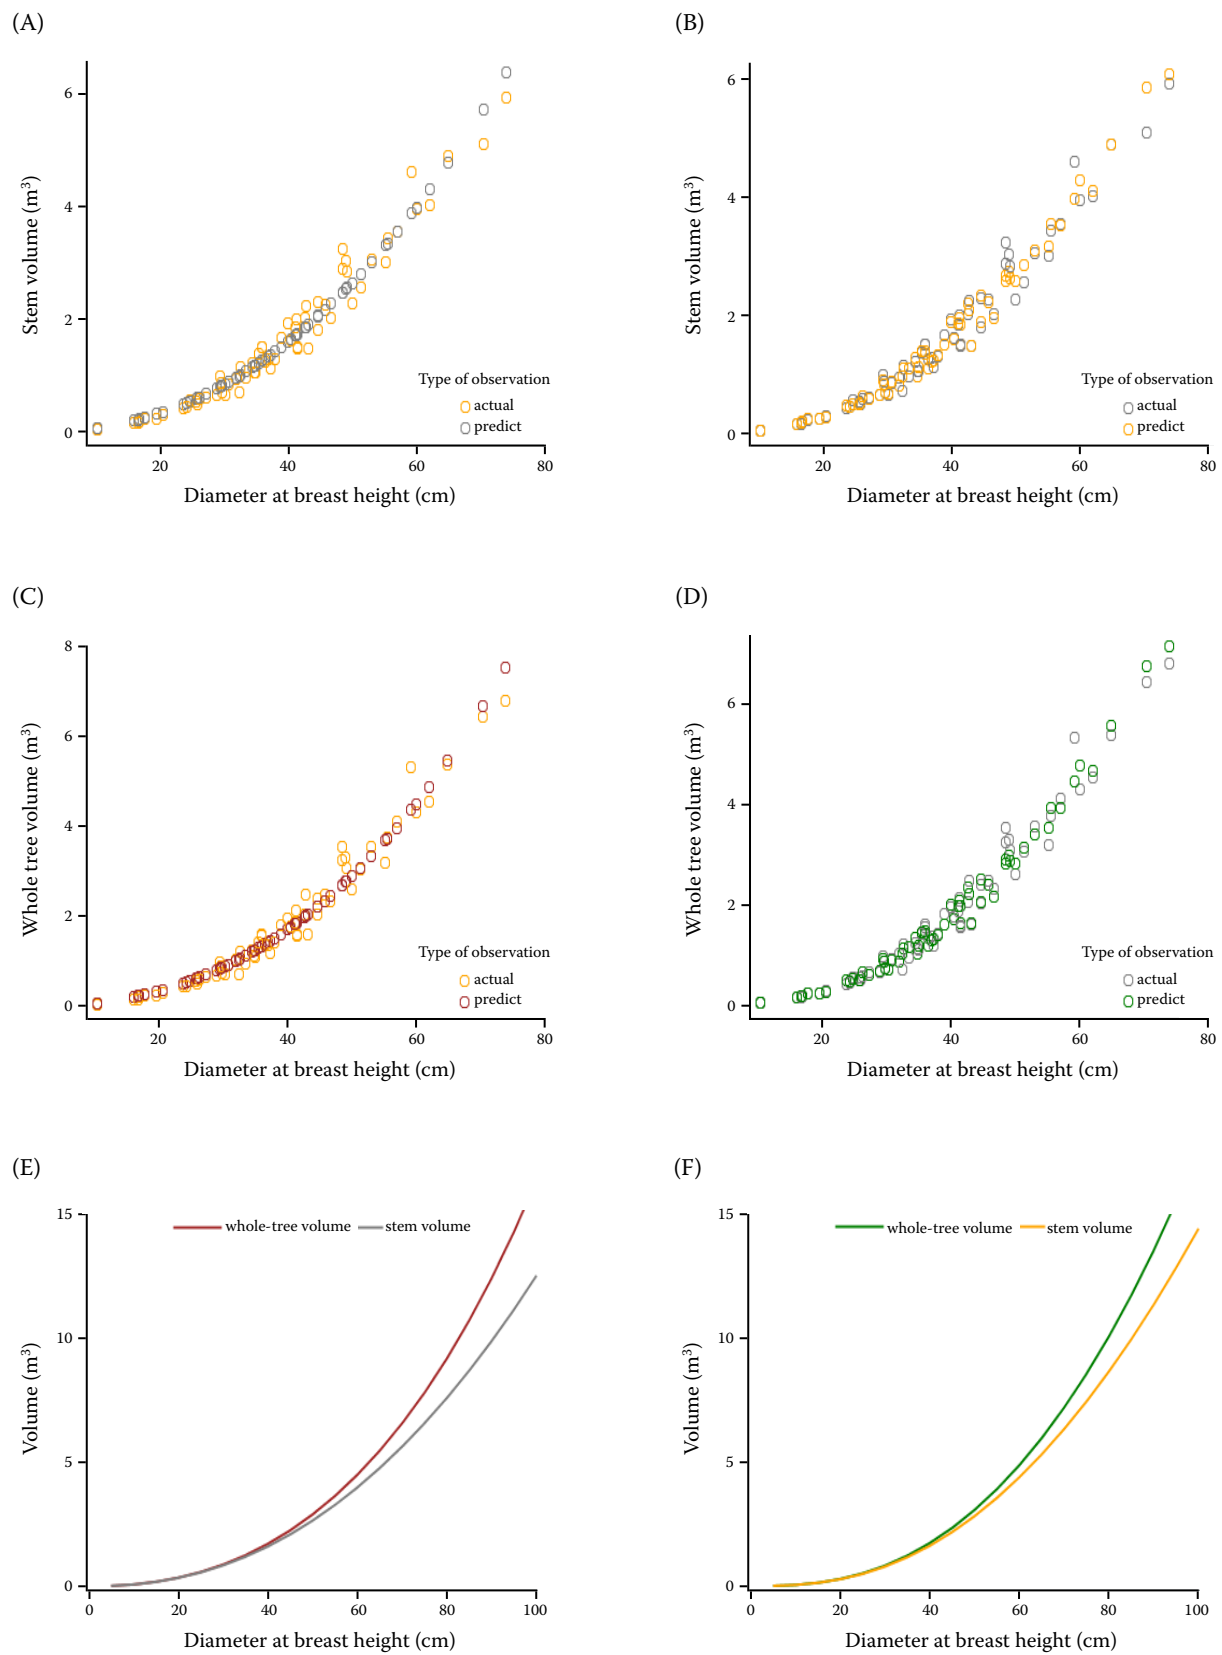 (A)
6
4
2
0
Stem volume (m³)
Type of observation
actual
predict
20 40 60 80
Diameter at breast height (cm)
(B)
6
4
2
0
Stem volume (m³)
Type of observation
actual
predict
20 40 60 80
Diameter at breast height (cm)
(C)
8
6
4
2
0
Whole tree volume (m³)
Type of observation
actual
predict
20 40 60 80
Diameter at breast height (cm)
(D)
6
4
2
0
Whole tree volume (m³)
Type of observation
actual
predict
20 40 60 80
Diameter at breast height (cm)
(E)
15
10
5
0
Volume (m³)
whole-tree volume stem volume
0 20 40 60 80 100
Diameter at breast height (cm)
(F)
15
10
5
0
Volume (m³)
whole-tree volume stem volume
0 20 40 60 80 100
Diameter at breast height (cm)